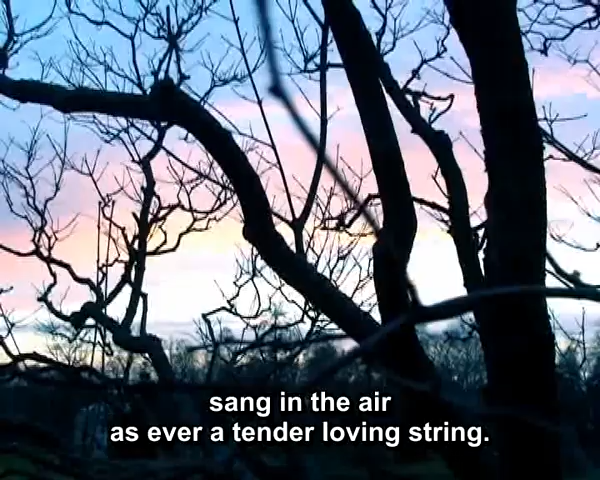 sang in the air
as ever a tender loving string.